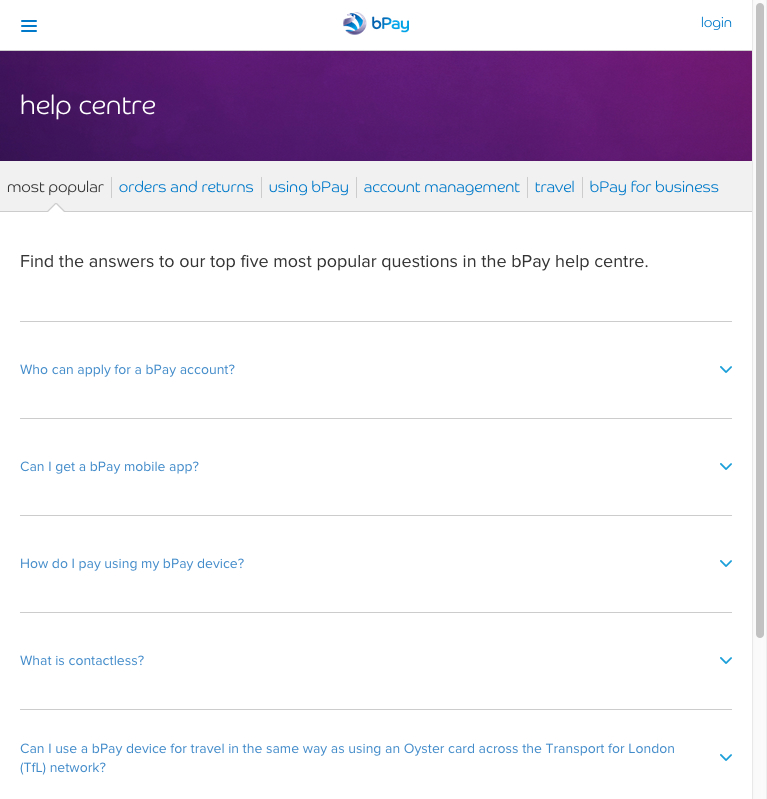 bPay
login
help centre
most popular
orders and returns
using bPay
account management
travel
bPay for business
Find the answers to our top five most popular questions in the bPay help centre.
Who can apply for a bPay account?
Can I get a bPay mobile app?
How do I pay using my bPay device?
What is contactless?
Can I use a bPay device for travel in the same way as using an Oyster card across the Transport for London
(TfL) network?